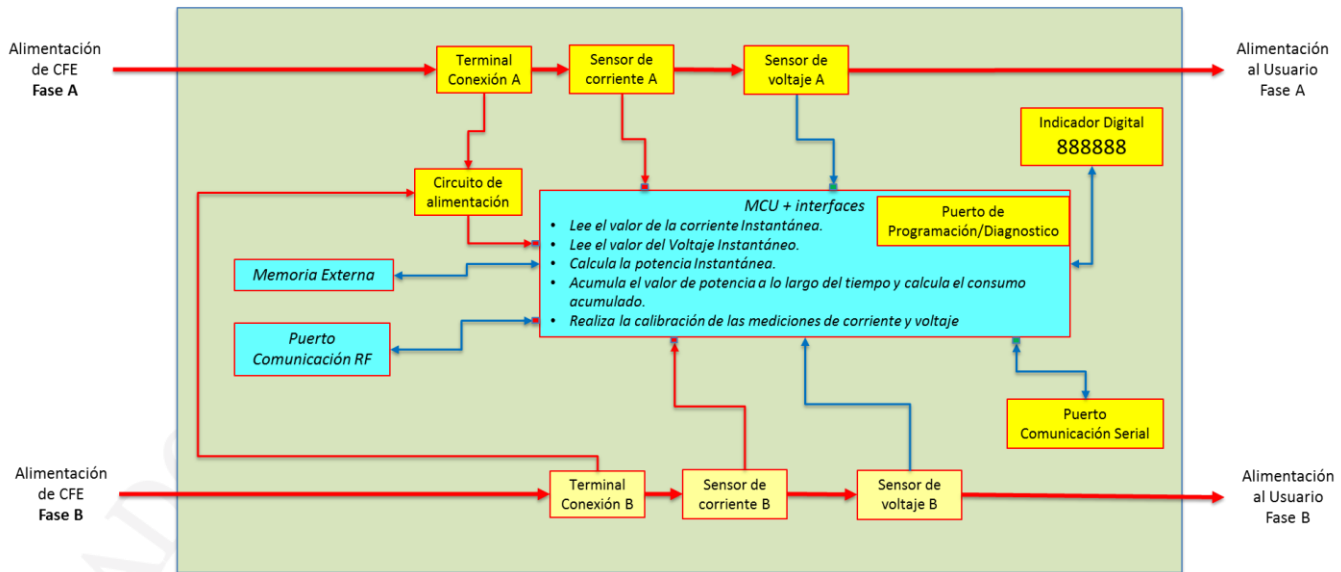 Alimentación
de CFE
Fase A
Terminal
Conexión A
Sensor de
corriente A
Sensor de
voltaje A
Alimentación
al Usuario
Fase A
Indicador Digital
888888
Circuito de
alimentación
MCU + interfaces
• Lee el valor de la corriente Instantánea.
• Lee el valor del Voltaje Instantáneo.
• Calcula la potencia Instantánea.
• Acumula el valor de potencia a lo largo del tiempo y calcula el consumo
acumulado.
• Realiza la calibración de las mediciones de corriente y voltaje
Puerto de
Programación/Diagnostico
Memoria Externa
Puerto
Comunicación RF
Puerto
Comunicación Serial
Alimentación
de CFE
Fase B
Terminal
Conexión B
Sensor de
corriente B
Sensor de
voltaje B
Alimentación
al Usuario
Fase B